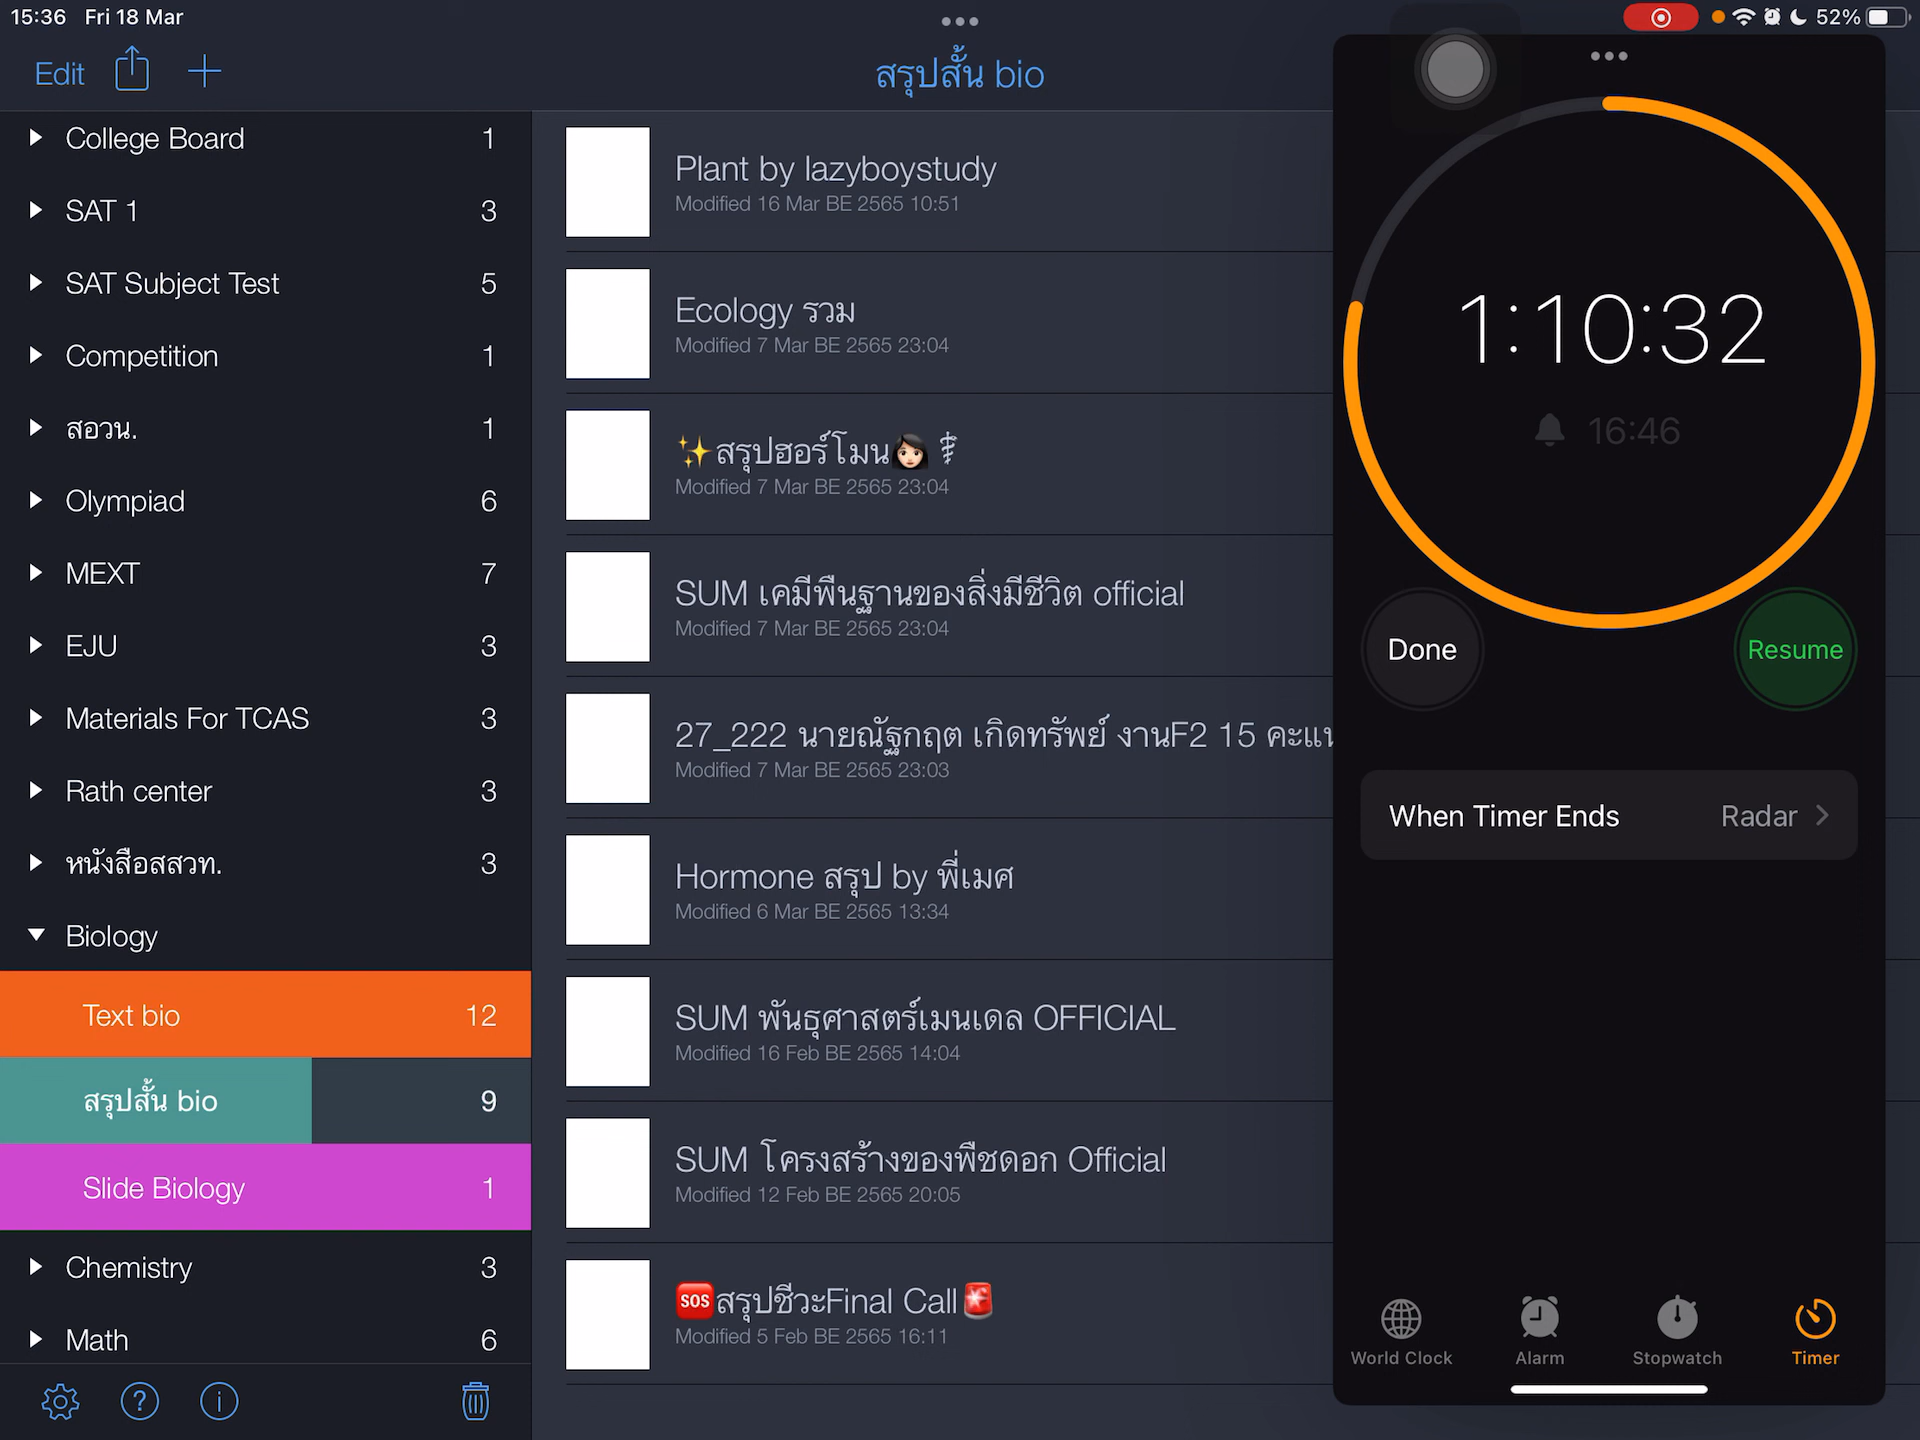 15:36 Fri 18 Mar
52%
Edit
สรุปสั้น bio
College Board 1
SAT 1 3
SAT Subject Test 5
Competition 1
สอวน. 1
Olympiad 6
MEXT 7
EJU 3
Materials For TCAS 3
Rath center 3
หนังสือสสวท. 3
Biology
Text bio 12
สรุปสั้น bio 9
Slide Biology 1
Chemistry 3
Math 6
Plant by lazyboystudy
Modified 16 Mar BE 2565 10:51
Ecology รวม
Modified 7 Mar BE 2565 23:04
✨สรุปฮอร์โมน👩🏻⚕
Modified 7 Mar BE 2565 23:04
SUM เคมีพืนฐานของสิ่งมีชีวิต official
Modified 7 Mar BE 2565 23:04
27_222 นายณัฐกฤต เกิดทรัพย์ งานF2 15 คะแน
Modified 7 Mar BE 2565 23:03
Hormone สรุป by พี่เมศ
Modified 6 Mar BE 2565 13:34
SUM พันธุศาสตร์เมนเดล OFFICIAL
Modified 16 Feb BE 2565 14:04
SUM โครงสร้างของพืชดอก Official
Modified 12 Feb BE 2565 20:05
🆘สรุปชีวะFinal Call🚨
Modified 5 Feb BE 2565 16:11
1:10:32
16:46
Done
Resume
When Timer Ends Radar
World Clock
Alarm
Stopwatch
Timer